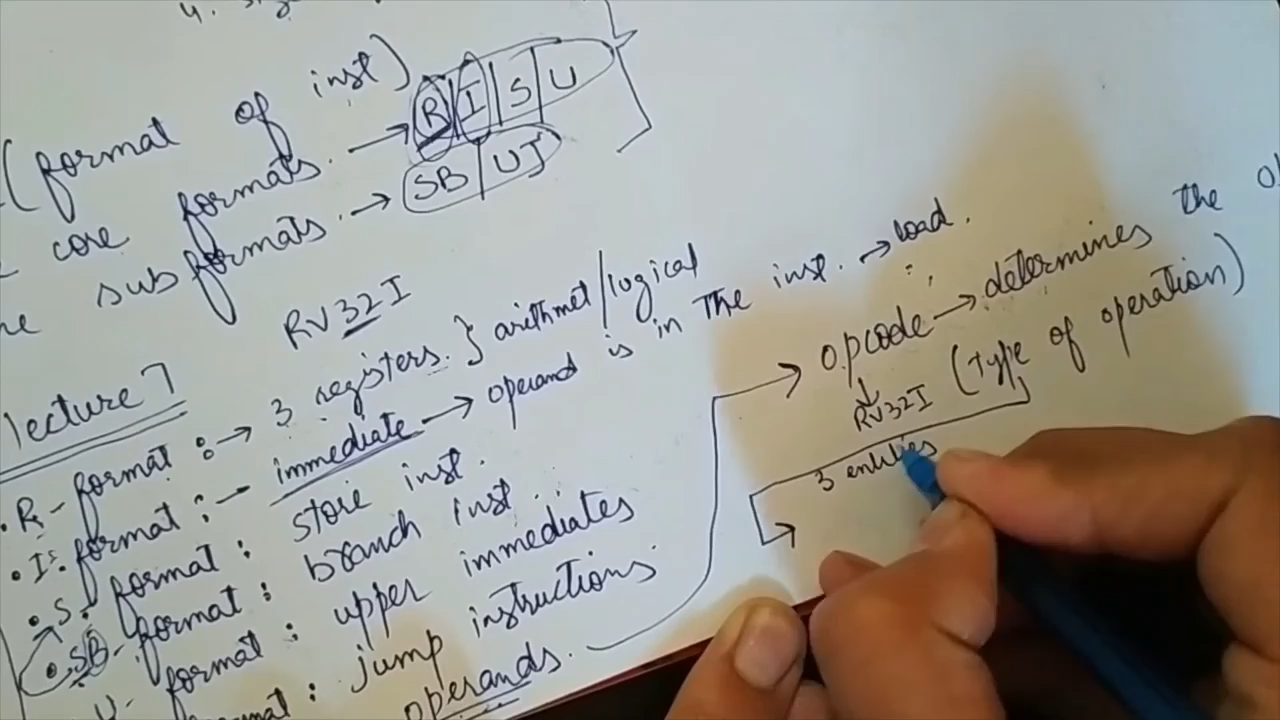 4.
(format of inst)
core formats. → R | I | S | U
sub formats. → SB | UJ
RV32I
lecture 7
• R - format : → 3 registers. } arithmet/logical
• I - format : - immediate → operand is in The inst. → load.
• S - format : store inst.
• SB - format : branch inst
U - format : upper immediates
format : jump instructions
operands.
→ opcode → determines the
RV32I (type of operation)
3 entities